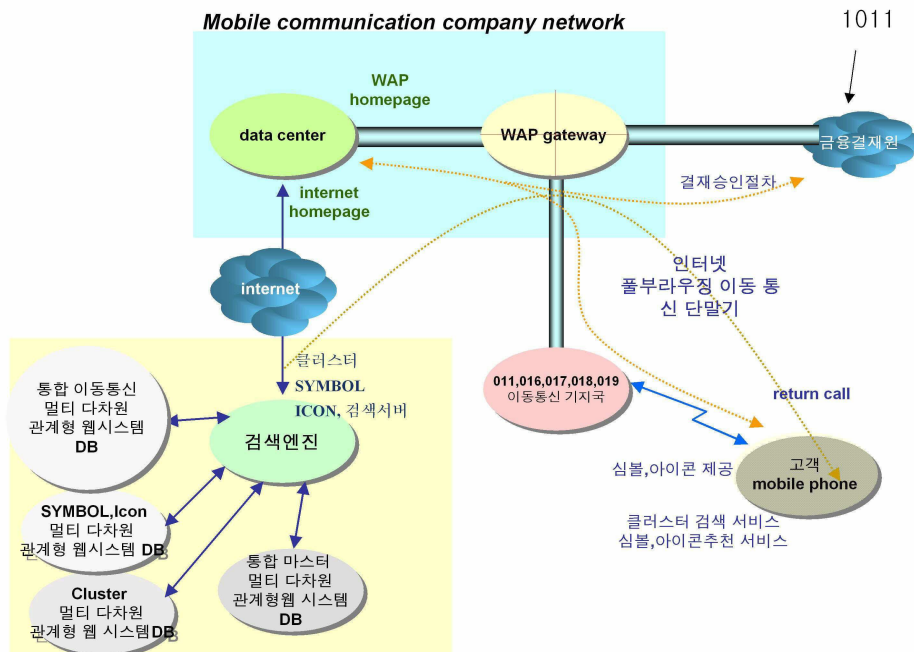 Mobile communication company network
1011
WAP
homepage
data center
WAP gateway
금융결재원
결재승인절차
internet
homepage
internet
인터넷
풀부라우징 이동 통
신 단말기
클러스터
SYMBOL
ICON, 검색서버
011,016,017,018,019
이동통신 기지국
return call
통합 이동통신
멀티 다차원
관계형 웹시스템
DB
검색엔진
심볼,아이콘 제공
고객
mobile phone
SYMBOL,Icon
멀티 다차원
관계형 웹시스템 DB
클러스터 검색 서비스
심볼,아이콘추천 서비스
통합 마스터
멀티 다차원
관계형웹 시스템
DB
Cluster
멀티 다차원
관계형 웹 시스템DB